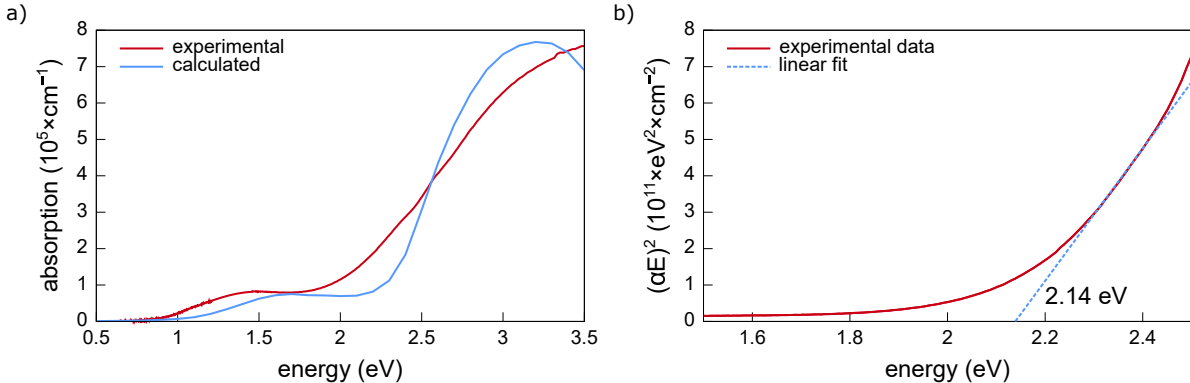 a)
absorption (10⁵×cm⁻¹)
8
7
6
5
4
3
2
1
0
experimental
calculated
0.5 1 1.5 2 2.5 3 3.5
energy (eV)
b)
(αE)² (10¹¹×eV²×cm⁻²)
8
7
6
5
4
3
2
1
0
experimental data
linear fit
2.14 eV
1.6 1.8 2 2.2 2.4
energy (eV)